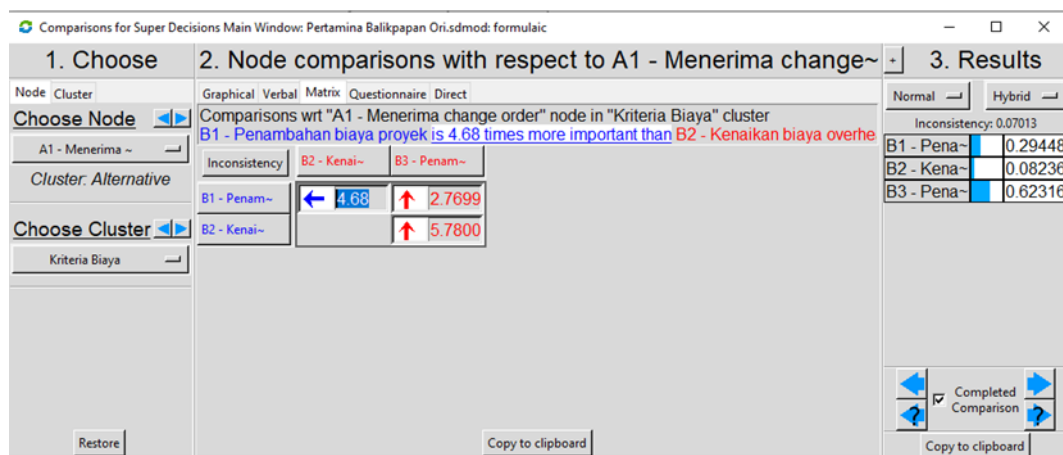 Comparisons for Super Decisions Main Window: Pertamina Balikpapan Ori.sdmod: formulaic
1. Choose
Node Cluster
Choose Node
A1 - Menerima ~
Cluster: Alternative
Choose Cluster
Kriteria Biaya
Restore
2. Node comparisons with respect to A1 - Menerima change~
Graphical Verbal Matrix Questionnaire Direct
Comparisons wrt "A1 - Menerima change order" node in "Kriteria Biaya" cluster
B1 - Penambahan biaya proyek is 4.68 times more important than B2 - Kenaikan biaya overhe
Inconsistency B2 - Kenai~ B3 - Penam~
B1 - Penam~ 4.68 2.7699
B2 - Kenai~ 5.7800
Copy to clipboard
+ 3. Results
Normal Hybrid
Inconsistency: 0.07013
B1 - Pena~ 0.29448
B2 - Kena~ 0.08236
B3 - Pena~ 0.62316
Completed
? Comparison ?
Copy to clipboard